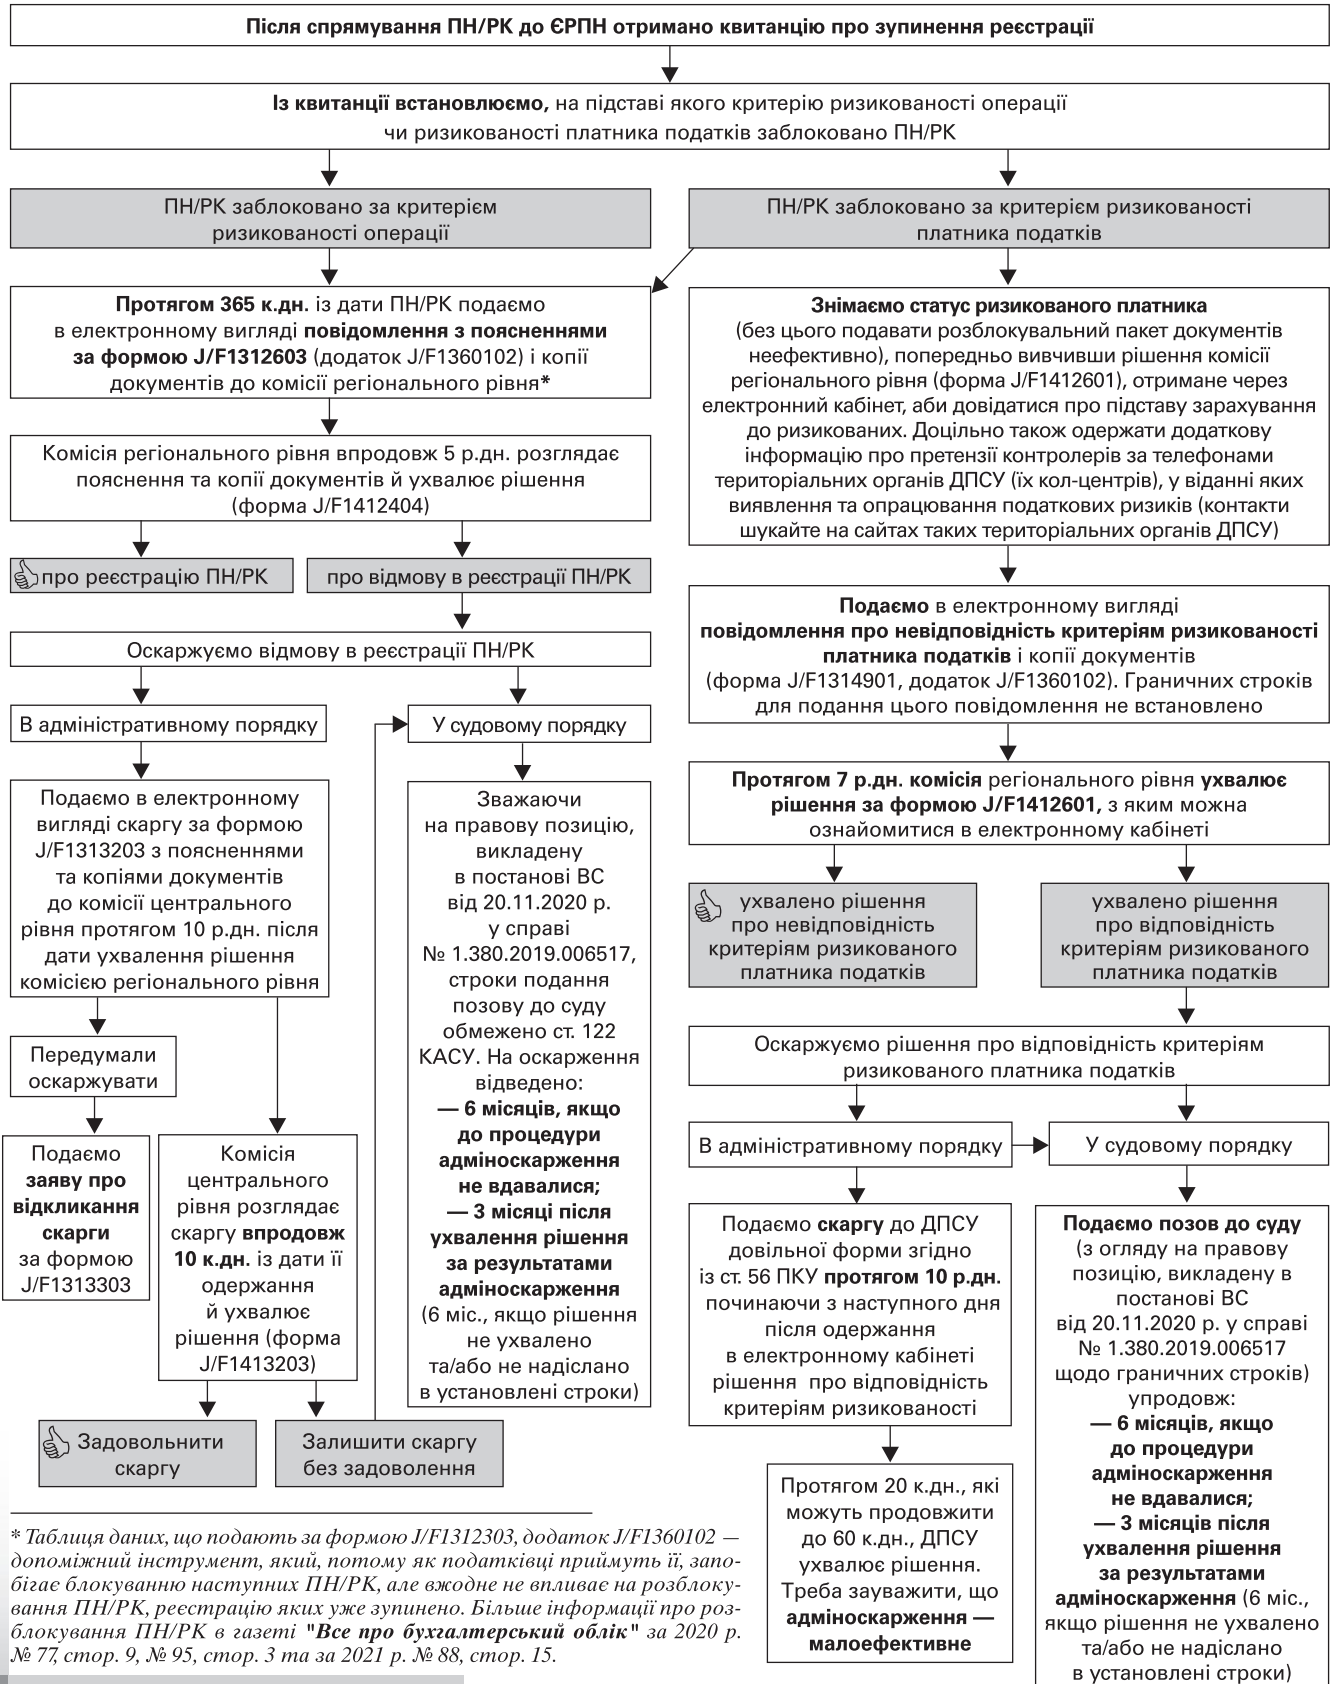 Після спрямування ПН/РК до ЄРПН отримано квитанцію про зупинення реєстрації
Із квитанції встановлюємо, на підставі якого критерію ризикованості операції
чи ризикованості платника податків заблоковано ПН/РК
ПН/РК заблоковано за критерієм
ризикованості операції
ПН/РК заблоковано за критерієм ризикованості
платника податків
Протягом 365 к.дн. із дати ПН/РК подаємо
в електронному вигляді повідомлення з поясненнями
за формою J/F1312603 (додаток J/F1360102) і копії
документів до комісії регіонального рівня*
Комісія регіонального рівня впродовж 5 р.дн. розглядає
пояснення та копії документів й ухвалює рішення
(форма J/F1412404)
про реєстрацію ПН/РК
про відмову в реєстрації ПН/РК
Оскаржуємо відмову в реєстрації ПН/РК
В адміністративному порядку
У судовому порядку
Подаємо в електронному
вигляді скаргу за формою
J/F1313203 з поясненнями
та копіями документів
до комісії центрального
рівня протягом 10 р.дн. після
дати ухвалення рішення
комісією регіонального рівня
Передумали
оскаржувати
Подаємо
заяву про
відкликання
скарги
за формою
J/F1313303
Комісія
центрального
рівня розглядає
скаргу впродовж
10 к.дн. із дати її
одержання
й ухвалює
рішення (форма
J/F1413203)
Задовольнити
скаргу
Залишити скаргу
без задоволення
Зважаючи
на правову позицію,
викладену
в постанові ВС
від 20.11.2020 р.
у справі
№ 1.380.2019.006517,
строки подання
позову до суду
обмежено ст. 122
КАСУ. На оскарження
відведено:
— 6 місяців, якщо
до процедури
адміноскарження
не вдавалися;
— 3 місяці після
ухвалення рішення
за результатами
адміноскарження
(6 міс., якщо рішення
не ухвалено
та/або не надіслано
в установлені строки)
Знімаємо статус ризикованого платника
(без цього подавати розблокувальний пакет документів
неефективно), попередньо вивчивши рішення комісії
регіонального рівня (форма J/F1412601), отримане через
електронний кабінет, аби довідатися про підставу зарахування
до ризикованих. Доцільно також одержати додаткову
інформацію про претензії контролерів за телефонами
територіальних органів ДПСУ (їх кол-центрів), у віданні яких
виявлення та опрацювання податкових ризиків (контакти
шукайте на сайтах таких територіальних органів ДПСУ)
Подаємо в електронному вигляді
повідомлення про невідповідність критеріям ризикованості
платника податків і копії документів
(форма J/F1314901, додаток J/F1360102). Граничних строків
для подання цього повідомлення не встановлено
Протягом 7 р.дн. комісія регіонального рівня ухвалює
рішення за формою J/F1412601, з яким можна
ознайомитися в електронному кабінеті
ухвалено рішення
про невідповідність
критеріям ризикованого
платника податків
ухвалено рішення
про відповідність
критеріям ризикованого
платника податків
Оскаржуємо рішення про відповідність критеріям
ризикованого платника податків
В адміністративному порядку
У судовому порядку
Подаємо скаргу до ДПСУ
довільної форми згідно
із ст. 56 ПКУ протягом 10 р.дн.
починаючи з наступного дня
після одержання
в електронному кабінеті
рішення про відповідність
критеріям ризикованості
Протягом 20 к.дн., які
можуть продовжити
до 60 к.дн., ДПСУ
ухвалює рішення.
Треба зауважити, що
адміноскарження —
малоефективне
Подаємо позов до суду
(з огляду на правову
позицію, викладену в
постанові ВС
від 20.11.2020 р. у справі
№ 1.380.2019.006517
щодо граничних строків)
упродовж:
— 6 місяців, якщо
до процедури
адміноскарження
не вдавалися;
— 3 місяців після
ухвалення рішення
за результатами
адміноскарження (6 міс.,
якщо рішення не ухвалено
та/або не надіслано
в установлені строки)
* Таблиця даних, що подають за формою J/F1312303, додаток J/F1360102 —
допоміжний інструмент, який, потому як податківці приймуть її, запо-
бігає блокуванню наступних ПН/РК, але вжодне не впливає на розблоку-
вання ПН/РК, реєстрацію яких уже зупинено. Більше інформації про роз-
блокування ПН/РК в газеті "Все про бухгалтерський облік" за 2020 р.
№ 77, стор. 9, № 95, стор. 3 та за 2021 р. № 88, стор. 15.